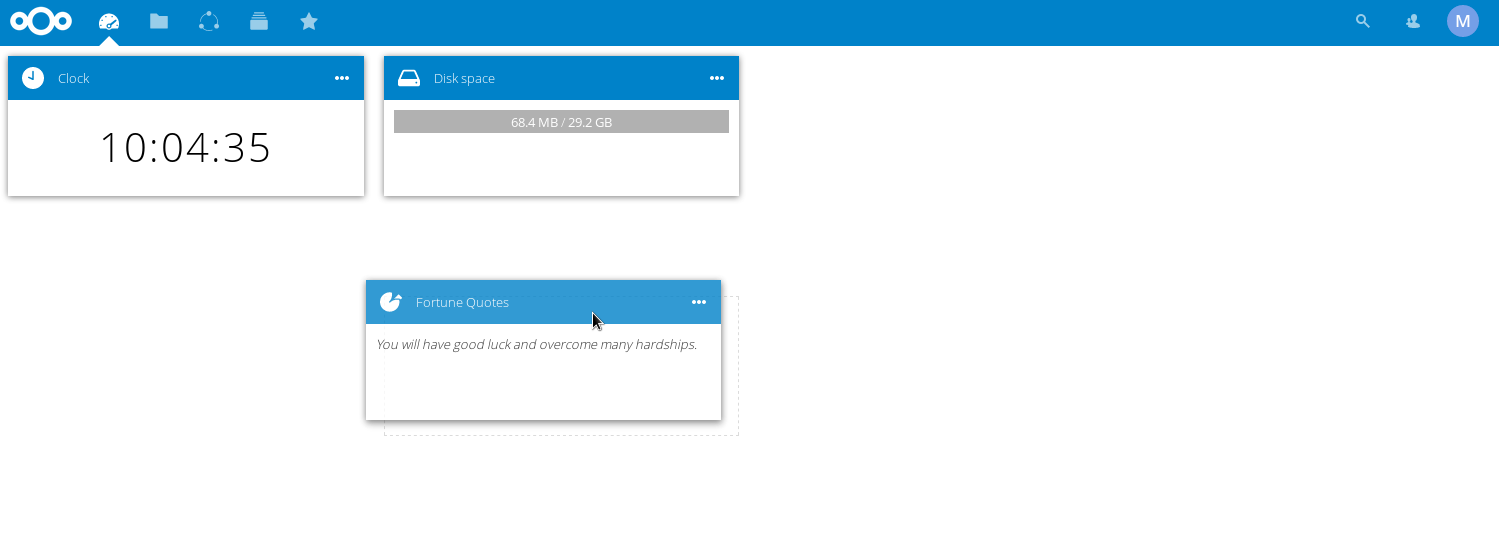 M
Clock
Disk space
10:04:35
68.4 MB / 29.2 GB
Fortune Quotes
You will have good luck and overcome many hardships.